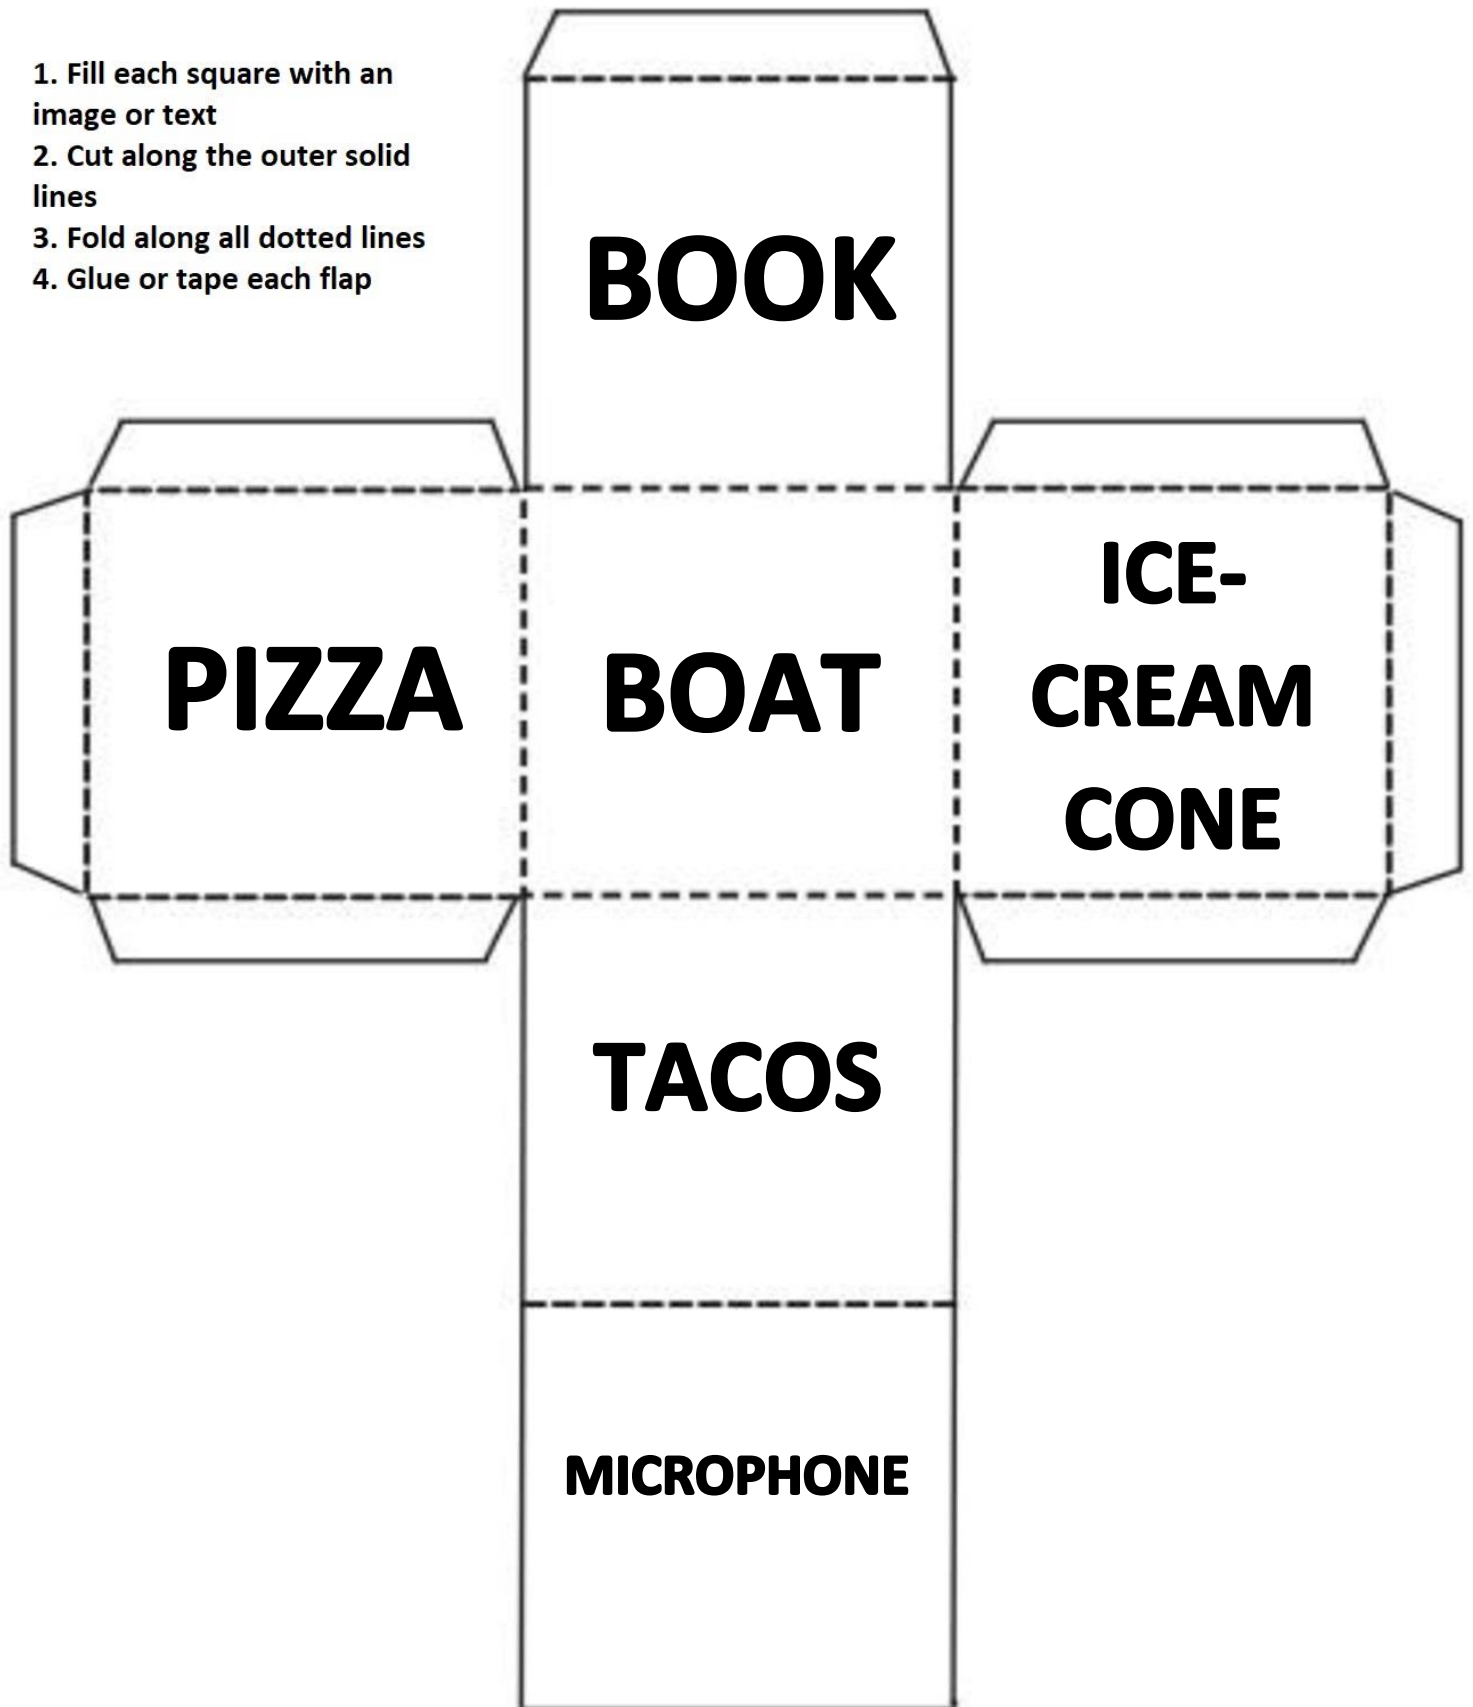 1. Fill each square with an
image or text
2. Cut along the outer solid
lines
3. Fold along all dotted lines
4. Glue or tape each flap
BOOK
PIZZA
BOAT
ICE-
CREAM
CONE
TACOS
MICROPHONE